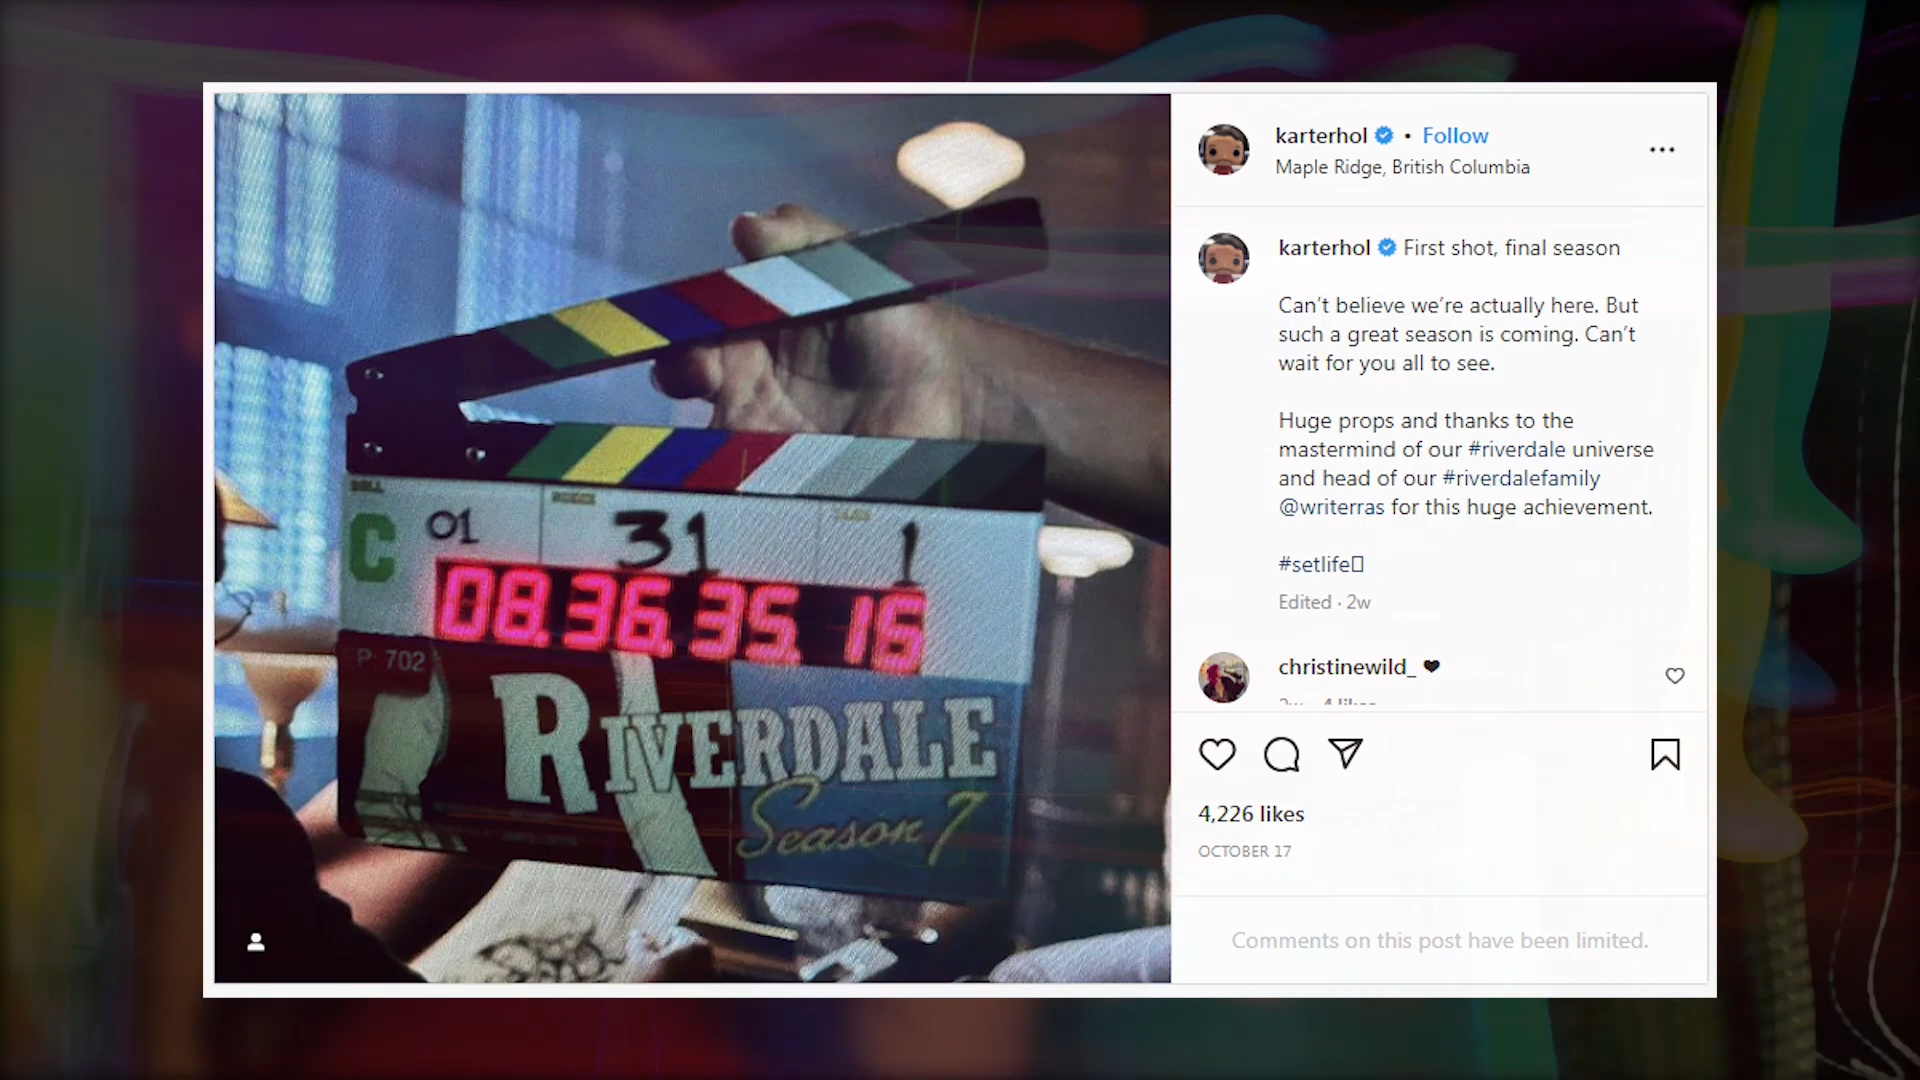 ROLL
SCENE
C
01
31
1
08.36.35.16
P-702
RIVERDALE
Season 7
karterhol • Follow
Maple Ridge, British Columbia
karterhol First shot, final season
Can't believe we're actually here. But
such a great season is coming. Can't
wait for you all to see.
Huge props and thanks to the
mastermind of our #riverdale universe
and head of our #riverdalefamily
@writerras for this huge achievement.
#setlife
Edited · 2w
christinewild_ 🖤
4,226 likes
OCTOBER 17
Comments on this post have been limited.